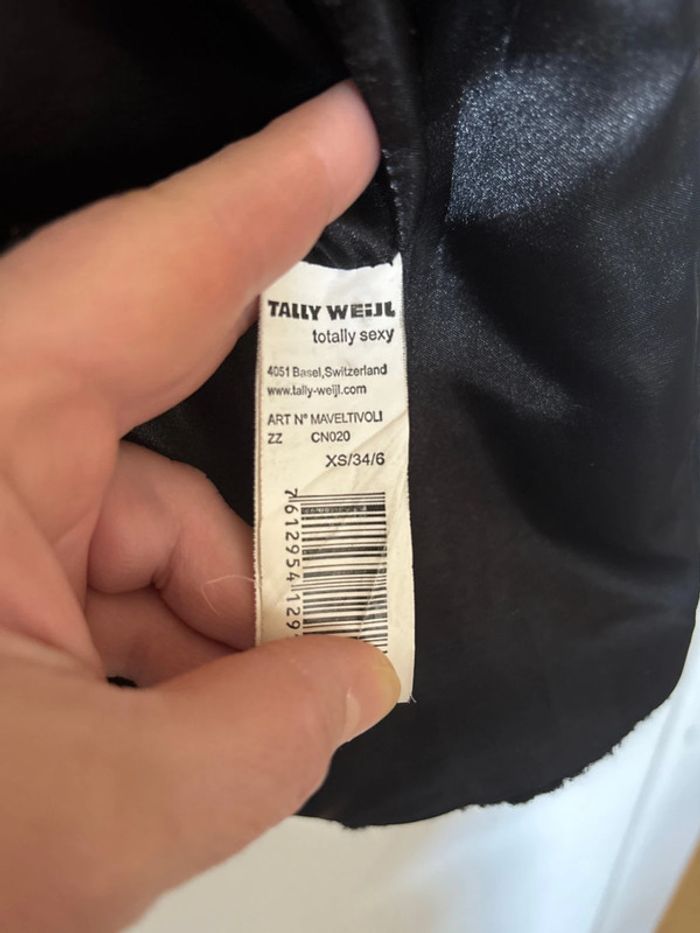 TALLY WEiJL
totally sexy
4051 Basel,Switzerland
www.tally-weijl.com
ART N° MAVELTIVOLI
ZZ CN020
XS/34/6
7612954129